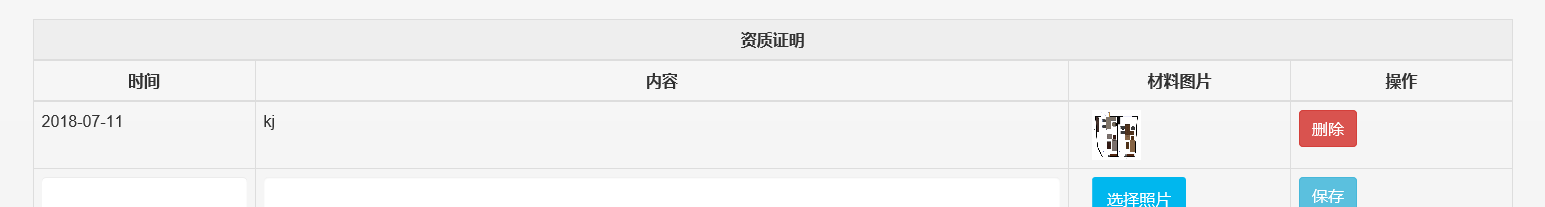 资质证明
时间 内容 材料图片 操作
2018-07-11 kj 删除
选择照片 保存